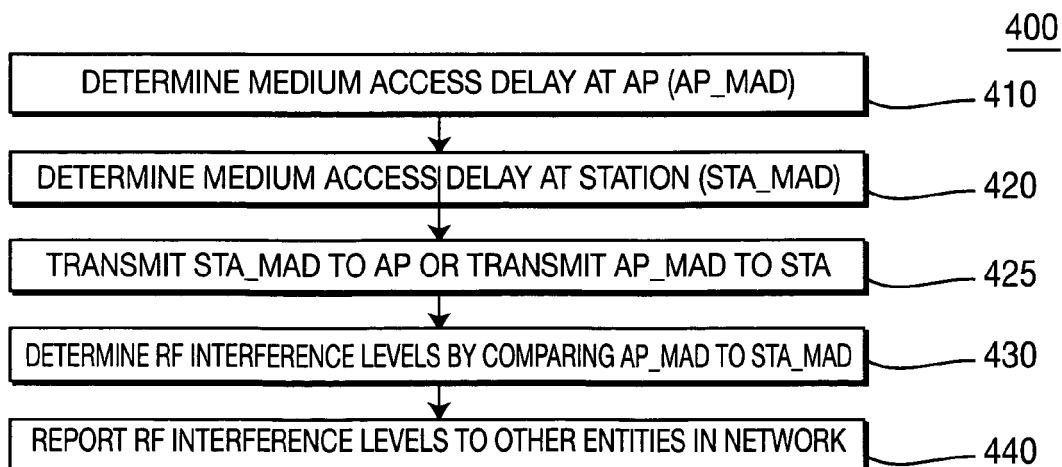 400
DETERMINE MEDIUM ACCESS DELAY AT AP (AP_MAD)
410
DETERMINE MEDIUM ACCESS DELAY AT STATION (STA_MAD)
420
TRANSMIT STA_MAD TO AP OR TRANSMIT AP_MAD TO STA
425
DETERMINE RF INTERFERENCE LEVELS BY COMPARING AP_MAD TO STA_MAD
430
REPORT RF INTERFERENCE LEVELS TO OTHER ENTITIES IN NETWORK
440